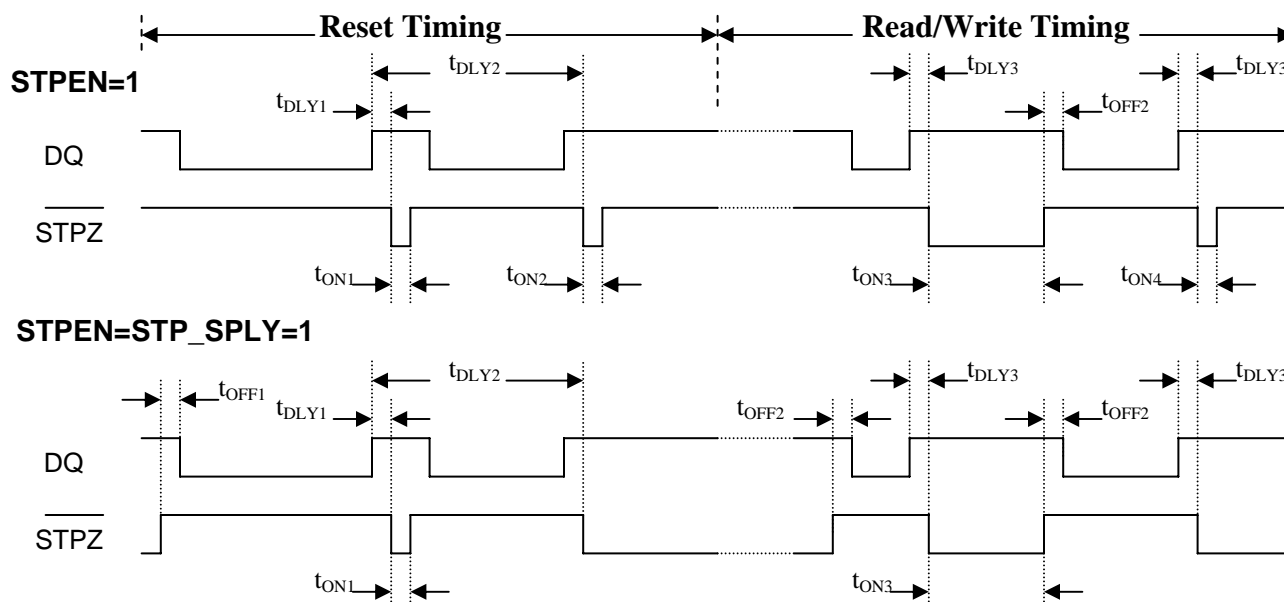 Reset Timing Read/Write Timing
STPEN=1
tDLY2 tDLY3 tDLY3
tDLY1 tOFF2
DQ
STPZ
tON1 tON2 tON3 tON4
STPEN=STP_SPLY=1
tDLY2 tDLY3 tDLY3
tOFF1 tDLY1 tOFF2 tOFF2
DQ
STPZ
tON1 tON3